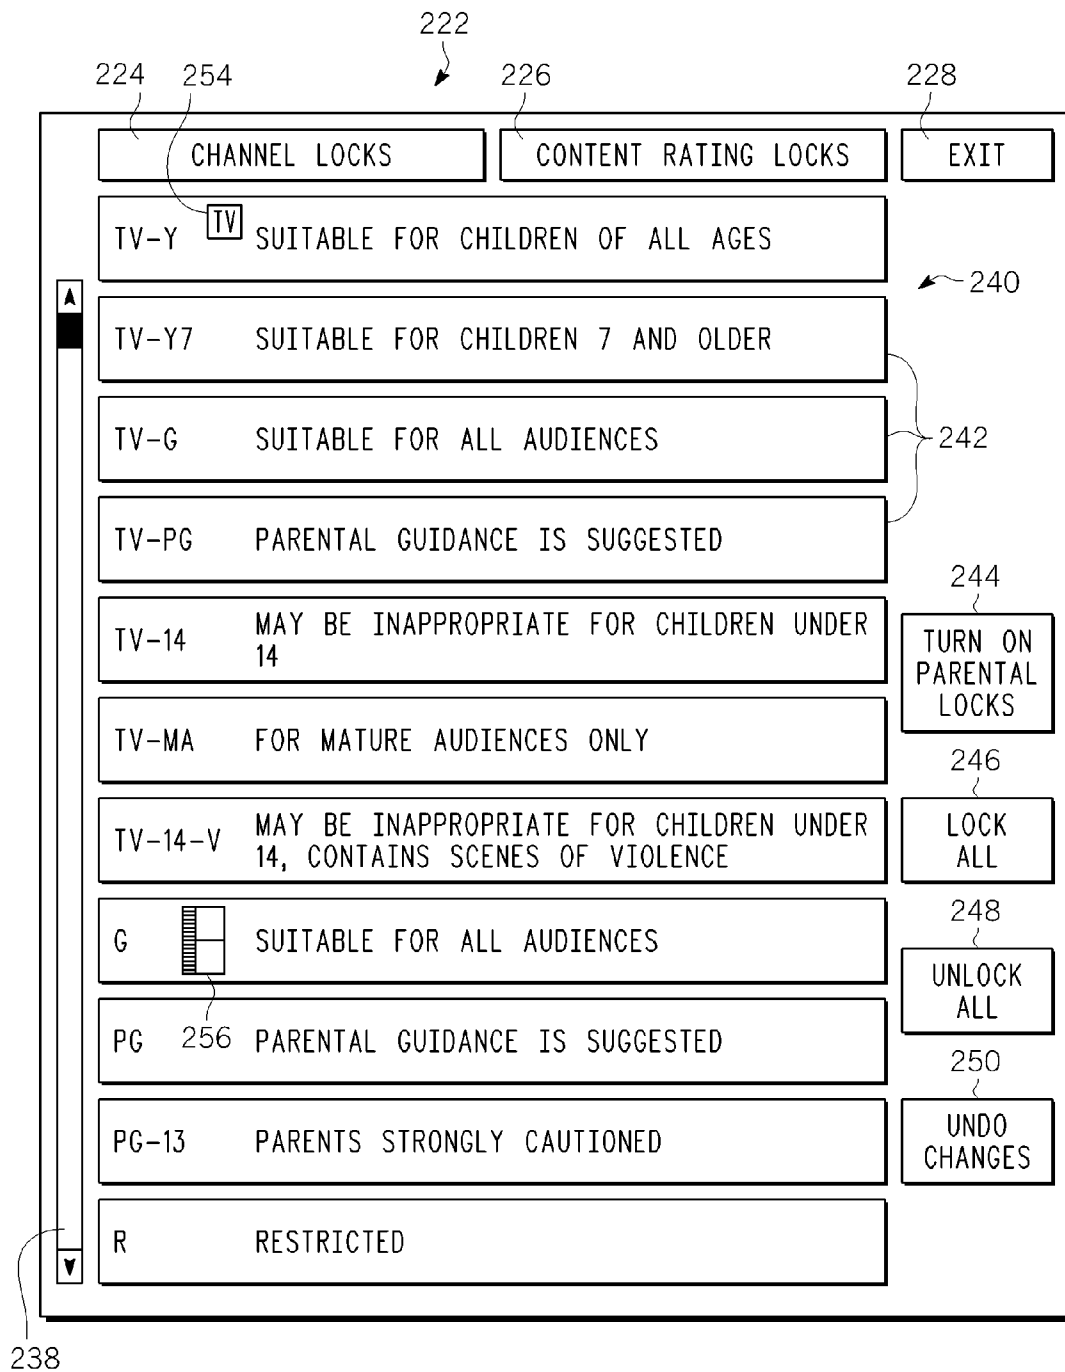 222
224
254
226
228
CHANNEL LOCKS
CONTENT RATING LOCKS
EXIT
TV-Y
TV
SUITABLE FOR CHILDREN OF ALL AGES
240
TV-Y7
SUITABLE FOR CHILDREN 7 AND OLDER
TV-G
SUITABLE FOR ALL AUDIENCES
242
TV-PG
PARENTAL GUIDANCE IS SUGGESTED
244
TV-14
MAY BE INAPPROPRIATE FOR CHILDREN UNDER
14
TURN ON
PARENTAL
LOCKS
TV-MA
FOR MATURE AUDIENCES ONLY
246
TV-14-V
MAY BE INAPPROPRIATE FOR CHILDREN UNDER
14, CONTAINS SCENES OF VIOLENCE
LOCK
ALL
G
SUITABLE FOR ALL AUDIENCES
248
UNLOCK
ALL
256
PG
PARENTAL GUIDANCE IS SUGGESTED
250
PG-13
PARENTS STRONGLY CAUTIONED
UNDO
CHANGES
R
RESTRICTED
238